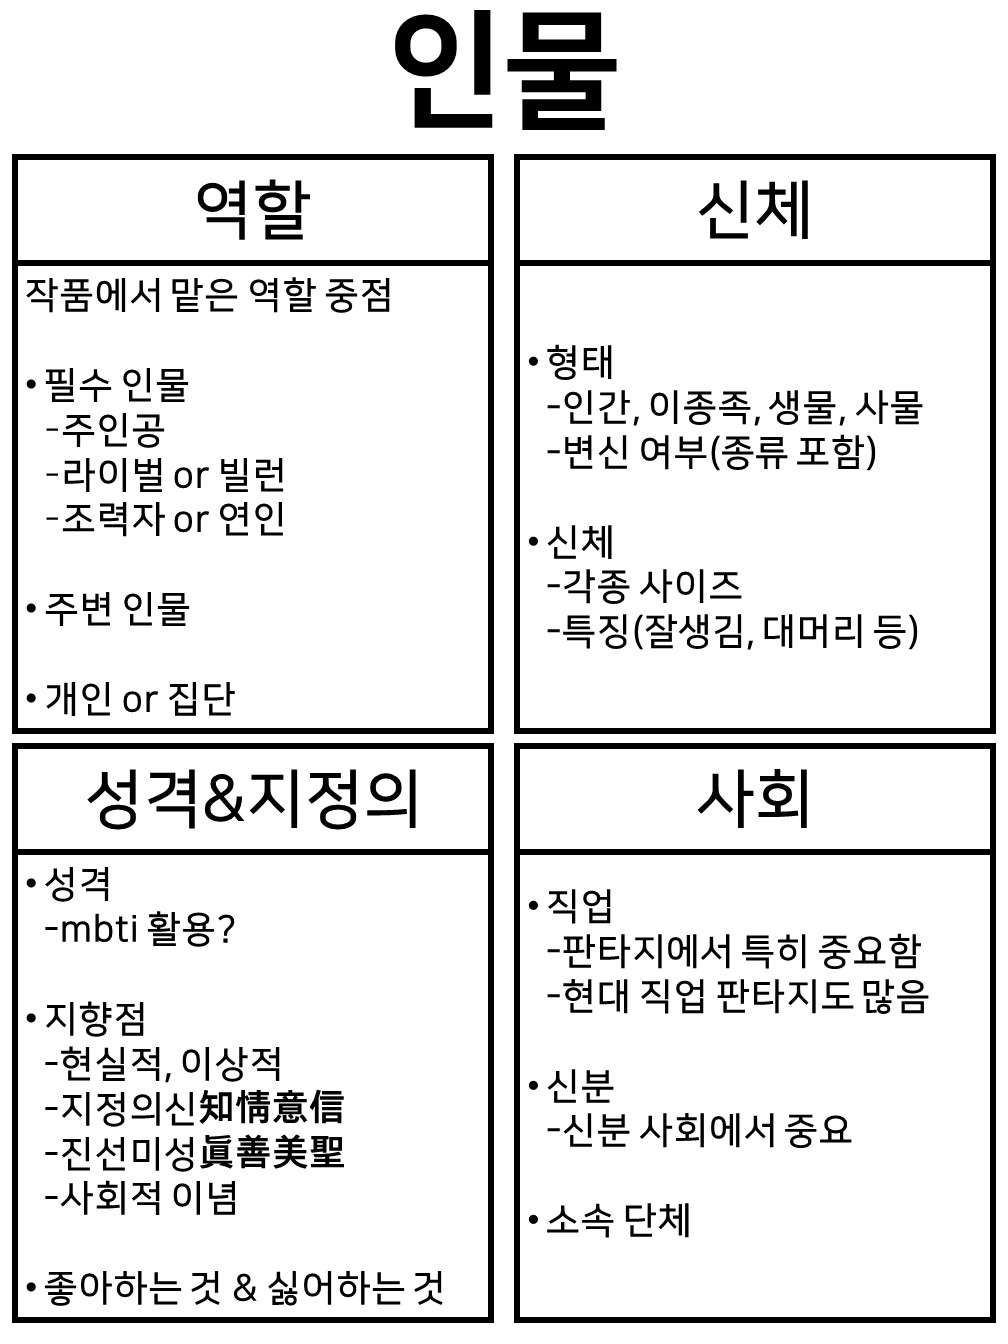 인물
역할
작품에서 맡은 역할 중점
• 필수 인물
-주인공
-라이벌 or 빌런
-조력자 or 연인
• 주변 인물
• 개인 or 집단
신체
• 형태
-인간, 이종족, 생물, 사물
-변신 여부(종류 포함)
• 신체
-각종 사이즈
-특징(잘생김, 대머리 등)
성격&지정의
• 성격
-mbti 활용?
• 지향점
-현실적, 이상적
-지정의신知情意信
-진선미성眞善美聖
-사회적 이념
• 좋아하는 것 & 싫어하는 것
사회
• 직업
-판타지에서 특히 중요함
-현대 직업 판타지도 많음
• 신분
-신분 사회에서 중요
• 소속 단체